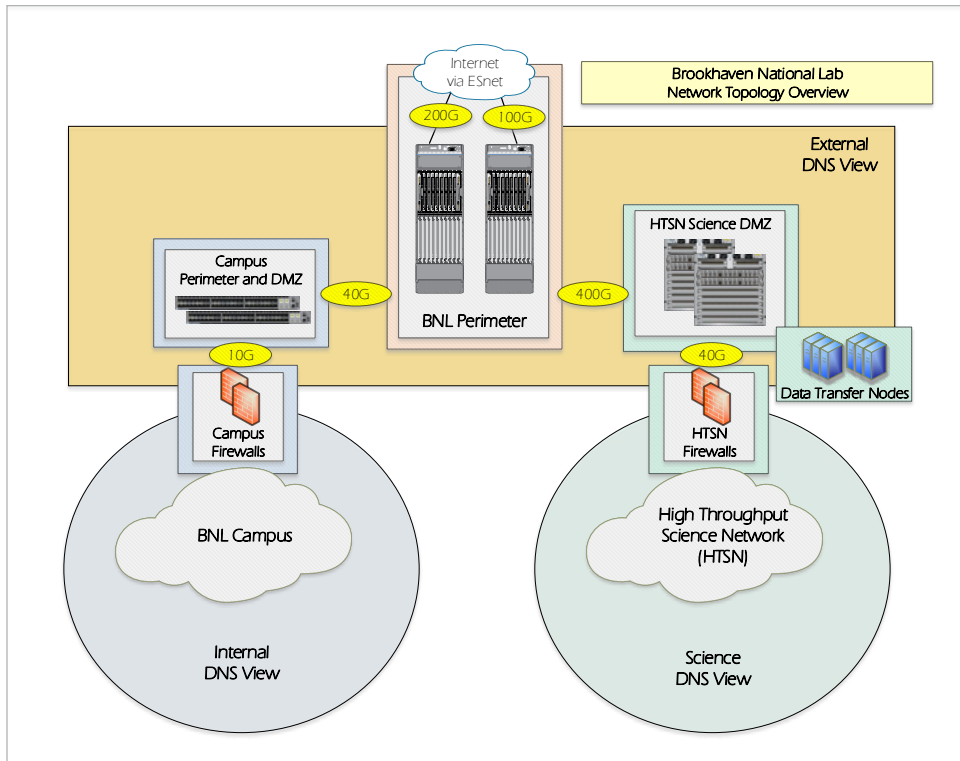 Internet
via ESnet
Brookhaven National Lab
Network Topology Overview
200G
100G
External
DNS View
HTSN Science DMZ
Campus
Perimeter and DMZ
40G
400G
BNL Perimeter
10G
40G
Data Transfer Nodes
Campus
Firewalls
HTSN
Firewalls
BNL Campus
High Throughput
Science Network
(HTSN)
Internal
DNS View
Science
DNS View